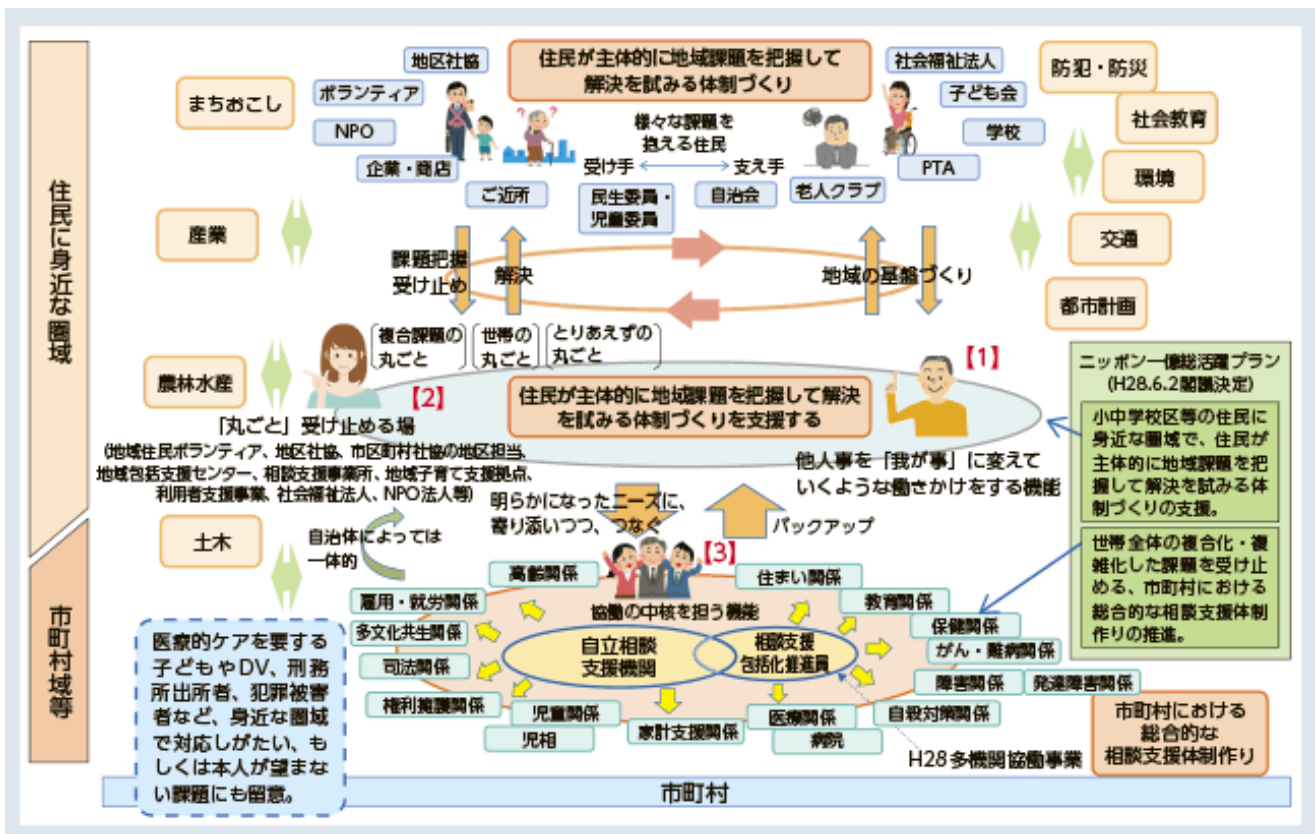 住民に身近な圏域
市町村域等
まちおこし
産業
農林水産
土木
地区社協
ボランティア
NPO
企業・商店
ご近所
住民が主体的に地域課題を把握して
解決を試みる体制づくり
様々な課題を
抱える住民
受け手
支え手
民生委員・
児童委員
自治会
老人クラブ
社会福祉法人
子ども会
学校
PTA
防犯・防災
社会教育
環境
交通
都市計画
課題把握
受け止め
解決
地域の基盤づくり
複合課題の
丸ごと
世帯の
丸ごと
とりあえずの
丸ごと
【1】
【2】
住民が主体的に地域課題を把握して解決
を試みる体制づくりを支援する
「丸ごと」受け止める場
(地域住民ボランティア、地区社協、市区町村社協の地区担当、
地域包括支援センター、相談支援事業所、地域子育て支援拠点、
利用者支援事業、社会福祉法人、NPO法人等)
他人事を「我が事」に変えて
いくような働きかけをする機能
ニッポン一億総活躍プラン
(H28.6.2閣議決定)
小中学校区等の住民に
身近な圏域で、住民が
主体的に地域課題を把
握して解決を試みる体
制づくりの支援。
世帯全体の複合化・複
雑化した課題を受け止
める、市町村における
総合的な相談支援体制
作りの推進。
明らかになったニーズに、
寄り添いつつ、つなぐ
バックアップ
自治体によっては
一体的
【3】
協働の中核を担う機能
自立相談
支援機関
相談支援
包括化推進員
高齢関係
雇用・就労関係
多文化共生関係
司法関係
権利擁護関係
児童関係
児相
家計支援関係
医療関係
病院
住まい関係
教育関係
保健関係
がん・難病関係
障害関係
発達障害関係
自殺対策関係
H28多機関協働事業
市町村における
総合的な
相談支援体制作り
医療的ケアを要する
子どもやDV、刑務
所出所者、犯罪被害
者など、身近な圏域
で対応しがたい、も
しくは本人が望まな
い課題にも留意。
市町村